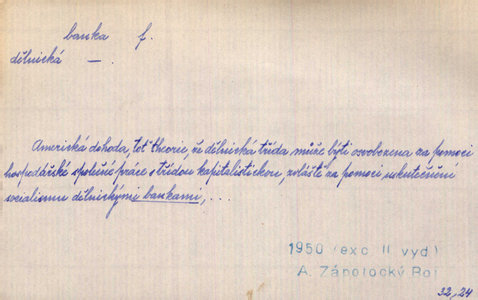 banka f.
dělnická —.
Americká dohoda, toť theorie, že dělnická třída může býti osvobozena za pomoci
hospodářské společné práce s třídou kapitalistickou, zvláště za pomoci uskutečnění
socialismu dělnickými bankami, ...
1950 (exc II vyd.)
A. Zápotocký Rol
32, 24